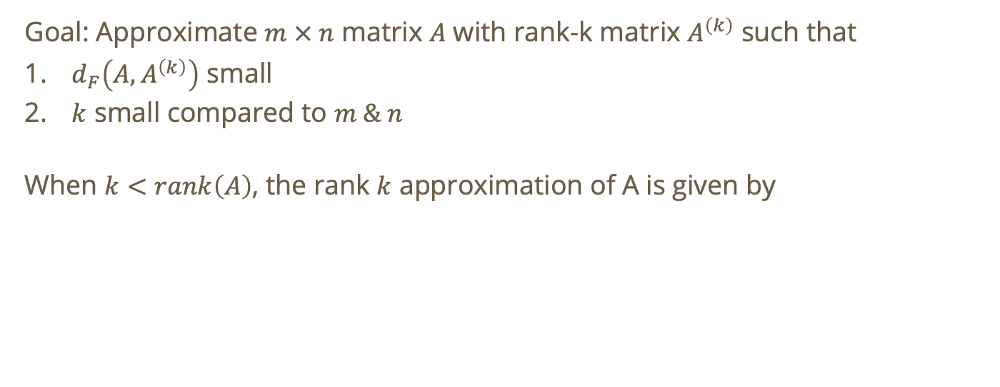 Goal: Approximate m × n matrix A with rank-k matrix A⁽ᵏ⁾ such that
1. d_F(A, A⁽ᵏ⁾) small
2. k small compared to m & n
When k < rank(A), the rank k approximation of A is given by